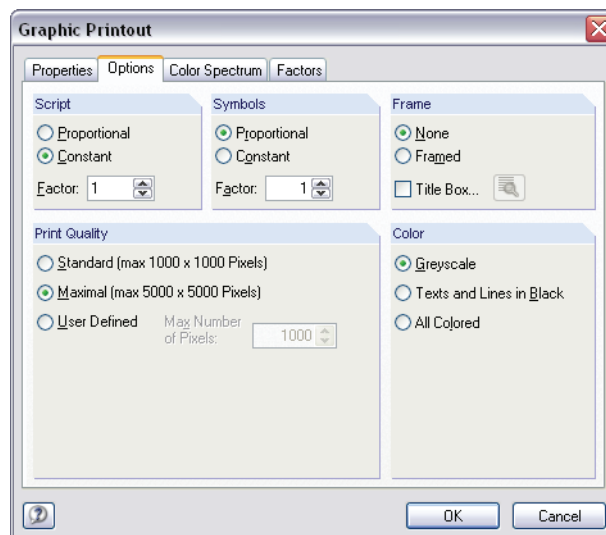 Graphic Printout
Properties Options Color Spectrum Factors
Script
Proportional
Constant
Factor: 1
Symbols
Proportional
Constant
Factor: 1
Frame
None
Framed
Title Box...
Print Quality
Standard (max 1000 x 1000 Pixels)
Maximal (max 5000 x 5000 Pixels)
User Defined
Max Number
of Pixels: 1000
Color
Greyscale
Texts and Lines in Black
All Colored
OK Cancel